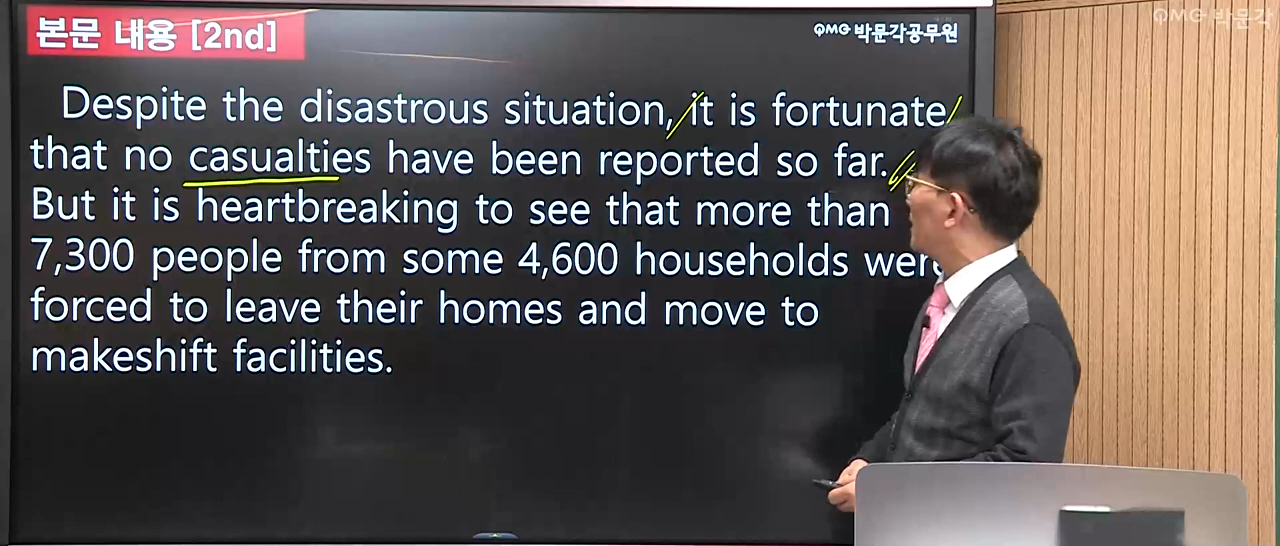 본문 내용 [2nd]
PMG 박문각공무원
PMG 박문각
Despite the disastrous situation, it is fortunate
that no casualties have been reported so far.
But it is heartbreaking to see that more than
7,300 people from some 4,600 households were
forced to leave their homes and move to
makeshift facilities.